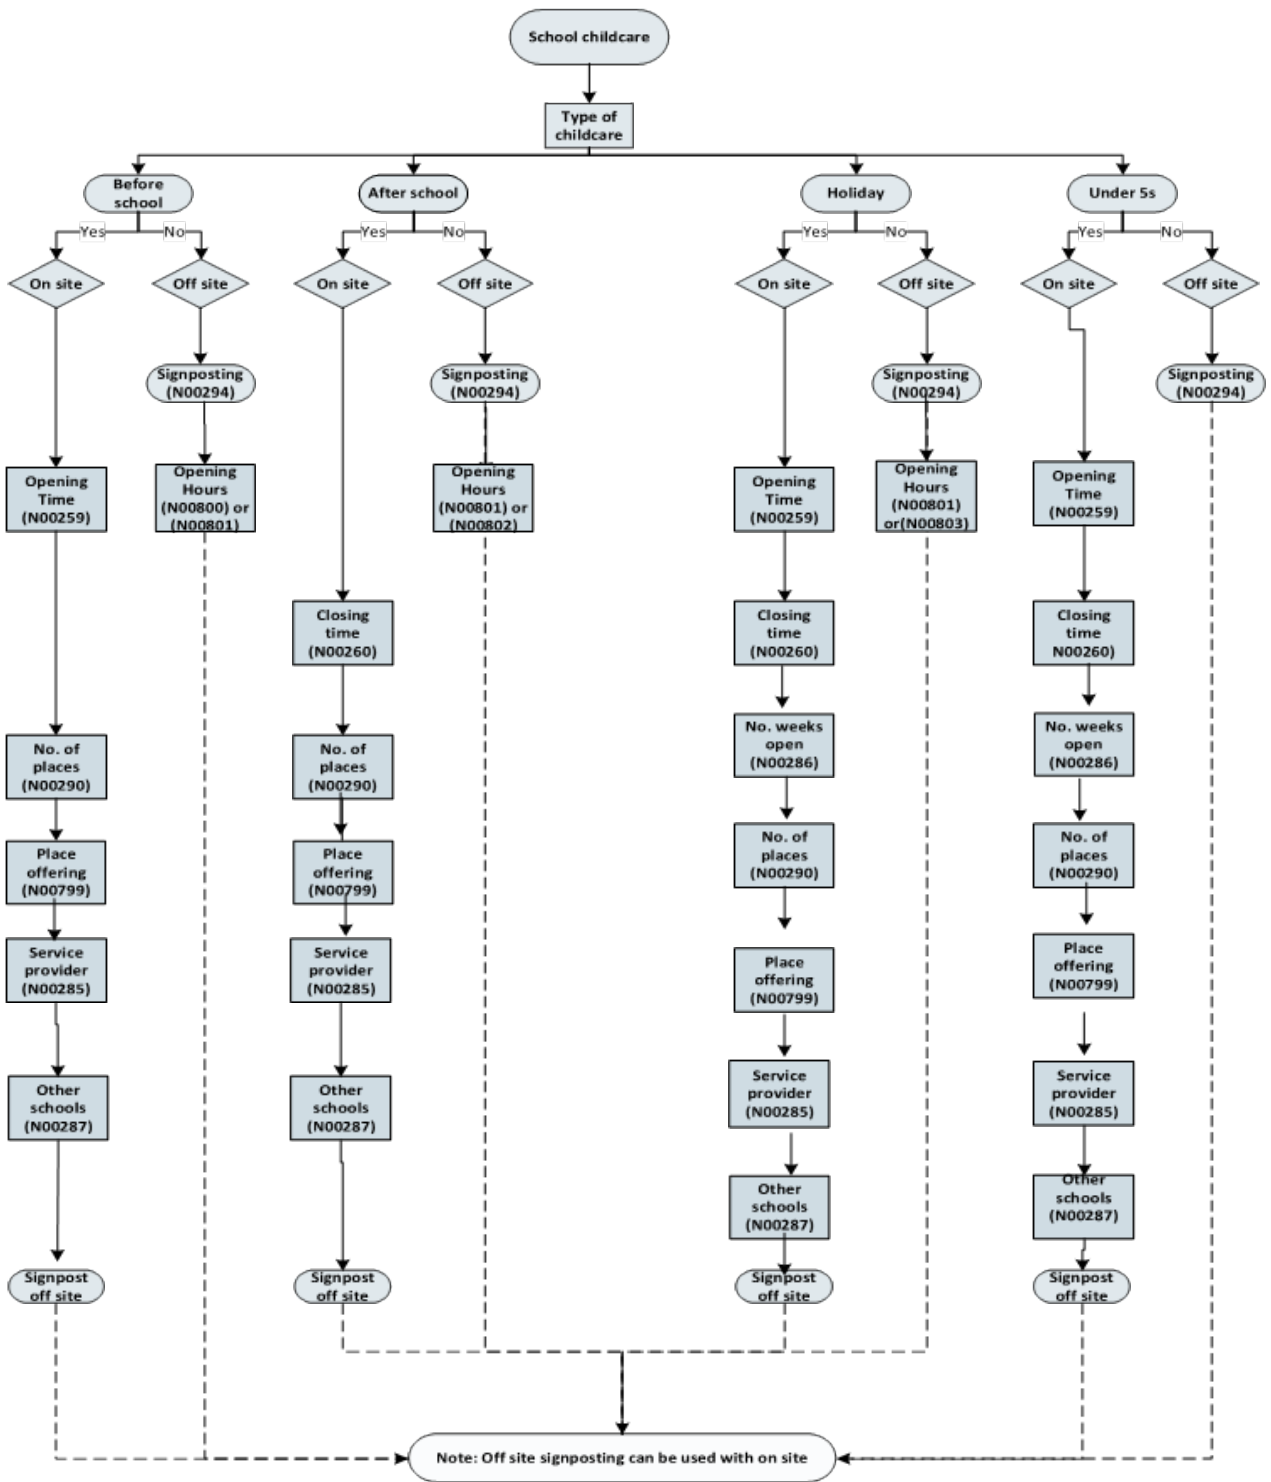 School childcare
Type of
childcare
Before
school
After school
Holiday
Under 5s
Yes
No
Yes
No
Yes
No
Yes
No
On site
Off site
On site
Off site
On site
Off site
On site
Off site
Signposting
(N00294)
Signposting
(N00294)
Signposting
(N00294)
Signposting
(N00294)
Opening
Time
(N00259)
Opening
Hours
(N00800) or
(N00801)
Opening
Hours
(N00801) or
(N00802)
Opening
Time
(N00259)
Opening
Hours
(N00801)
or(N00803)
Opening
Time
(N00259)
Closing
time
(N00260)
Closing
time
(N00260)
Closing
time
N00260)
No. of
places
(N00290)
No. of
places
(N00290)
No. weeks
open
(N00286)
No. weeks
open
(N00286)
Place
offering
(N00799)
Place
offering
(N00799)
No. of
places
(N00290)
No. of
places
(N00290)
Service
provider
(N00285)
Service
provider
(N00285)
Place
offering
(N00799)
Place
offering
(N00799)
Other
schools
(N00287)
Other
schools
(N00287)
Service
provider
(N00285)
Service
provider
(N00285)
Other
schools
(N00287)
Other
schools
(N00287)
Signpost
off site
Signpost
off site
Signpost
off site
Signpost
off site
Note: Off site signposting can be used with on site